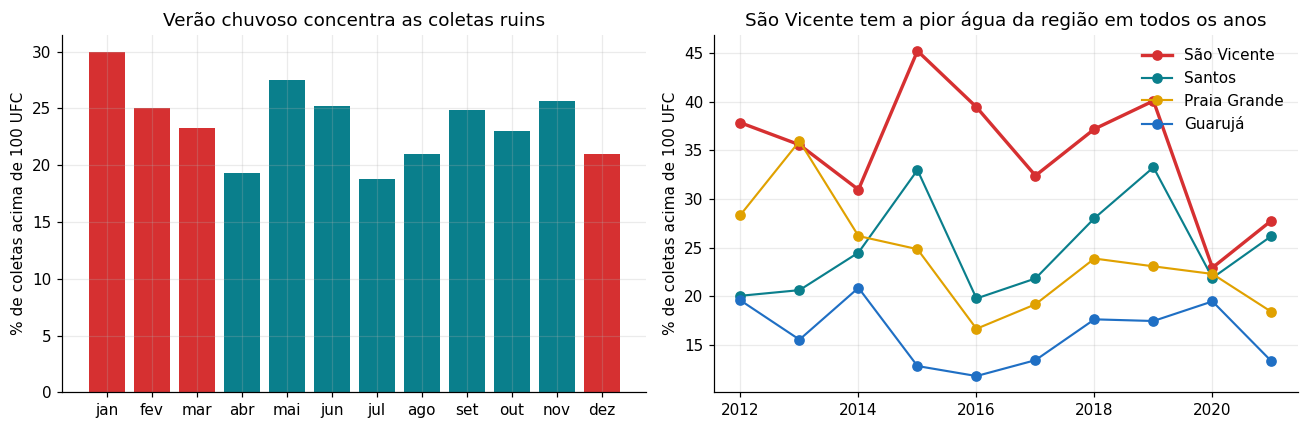 Verão chuvoso concentra as coletas ruins
% de coletas acima de 100 UFC
30
25
20
15
10
5
0
jan fev mar abr mai jun jul ago set out nov dez
São Vicente tem a pior água da região em todos os anos
% de coletas acima de 100 UFC
45
40
35
30
25
20
15
2012 2014 2016 2018 2020
São Vicente
Santos
Praia Grande
Guarujá